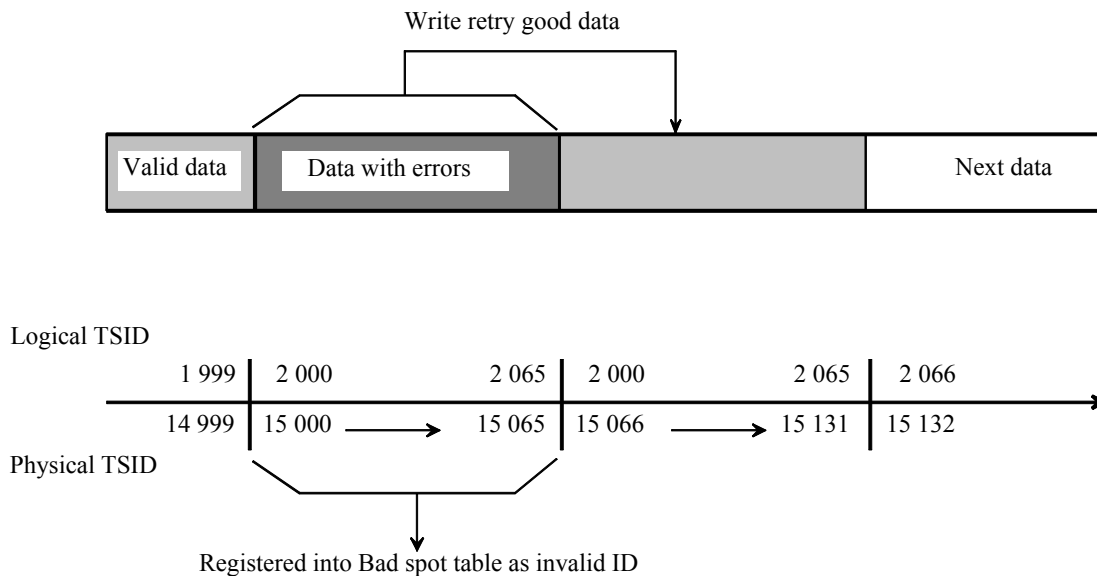 Write retry good data
Valid data
Data with errors
Next data
Logical TSID
1 999 2 000 2 065 2 000 2 065 2 066
14 999 15 000 15 065 15 066 15 131 15 132
Physical TSID
Registered into Bad spot table as invalid ID